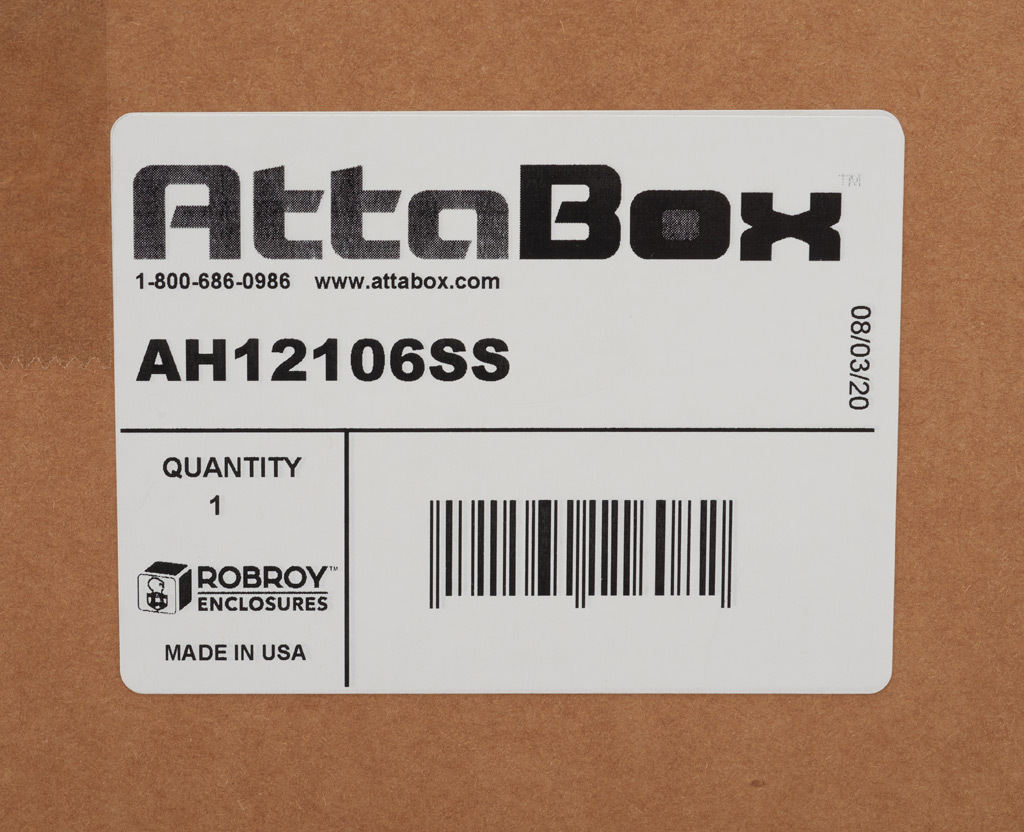 AttaBox™
1-800-686-0986 www.attabox.com
AH12106SS
08/03/20
QUANTITY
1
ROBROY™
ENCLOSURES
MADE IN USA